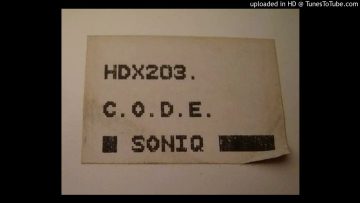 uploaded in HD @ TunesToTube.com
HDX203.
C.O.D.E.
SONIQ